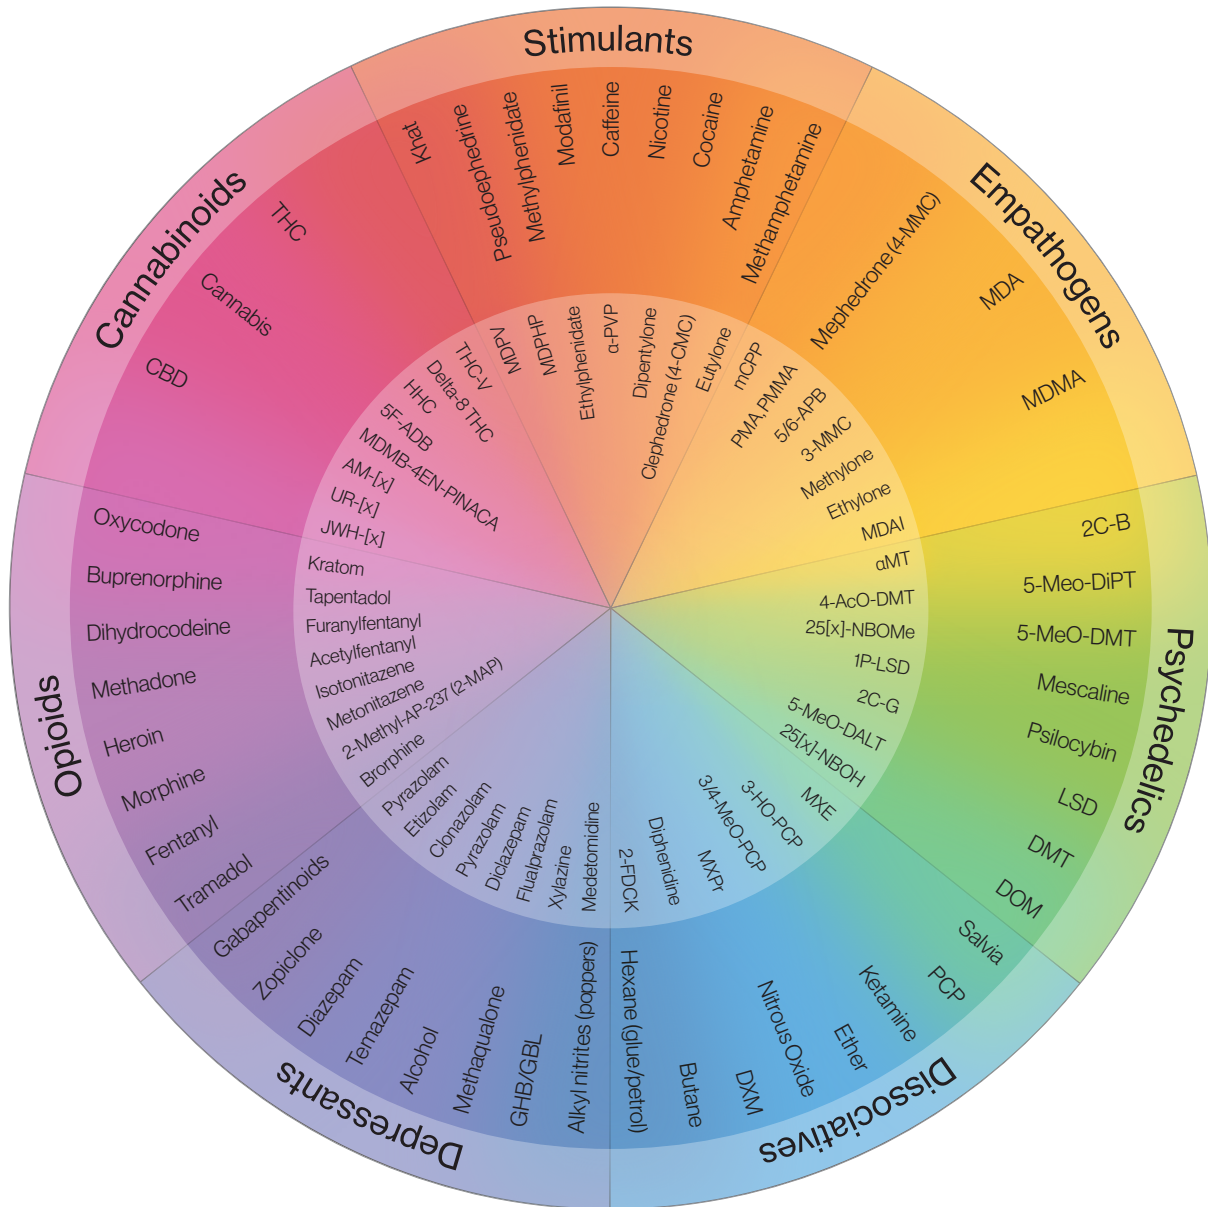 Stimulants
Khat
Pseudoephedrine
Methylphenidate
Modafinil
Caffeine
Nicotine
Cocaine
Amphetamine
Methamphetamine
MDPV
MDPHP
Ethylphenidate
α-PVP
Dipentylone
Clephedrone (4-CMC)
Eutylone
Empathogens
Mephedrone (4-MMC)
MDA
MDMA
mCPP
PMA, PMMA
5/6-APB
3-MMC
Methylone
Ethylone
MDAI
Psychedelics
2C-B
5-Meo-DiPT
5-MeO-DMT
Mescaline
Psilocybin
LSD
DMT
DOM
αMT
4-AcO-DMT
25[x]-NBOMe
1P-LSD
2C-G
5-MeO-DALT
25[x]-NBOH
Dissociatives
Salvia
PCP
Ketamine
Ether
Nitrous Oxide
DXM
Butane
Hexane (glue/petrol)
MXE
3-HO-PCP
3/4-MeO-PCP
MXPr
Diphenidine
2-FDCK
Depressants
Alkyl nitrites (poppers)
GHB/GBL
Methaqualone
Alcohol
Temazepam
Diazepam
Zopiclone
Gabapentinoids
Medetomidine
Xylazine
Flualprazolam
Diclazepam
Pyrazolam
Clonazolam
Etizolam
Pyrazolam
Opioids
Tramadol
Fentanyl
Morphine
Heroin
Methadone
Dihydrocodeine
Buprenorphine
Oxycodone
Brorphine
2-Methyl-AP-237 (2-MAP)
Metonitazene
Isotonitazene
Acetylfentanyl
Furanylfentanyl
Tapentadol
Kratom
Cannabinoids
CBD
Cannabis
THC
JWH-[x]
UR-[x]
AM-[x]
MDMB-4EN-PINACA
5F-ADB
HHC
Delta-8 THC
THC-V